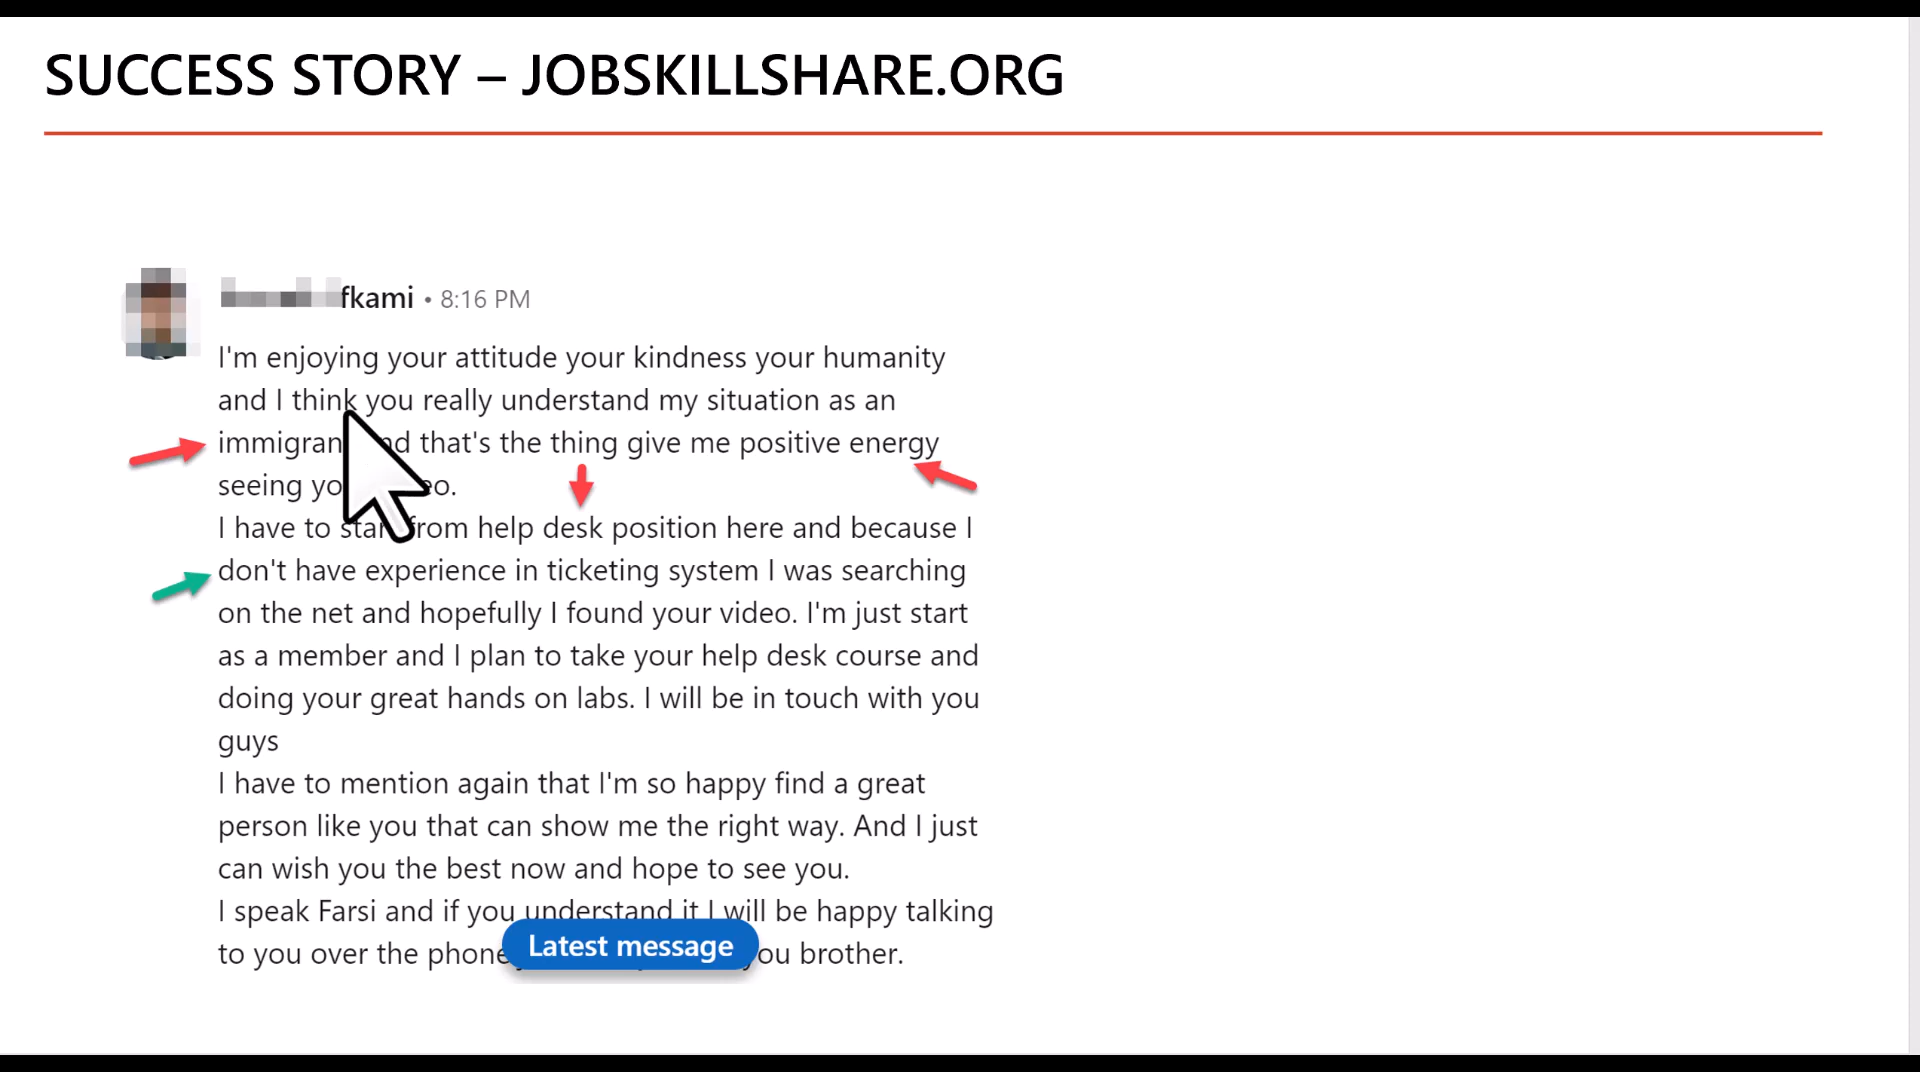 SUCCESS STORY – JOBSKILLSHARE.ORG
fkami • 8:16 PM
I'm enjoying your attitude your kindness your humanity
and I think you really understand my situation as an
immigran that's the thing give me positive energy
seeing
I have to from help desk position here and because I
don't have experience in ticketing system I was searching
on the net and hopefully I found your video. I'm just start
as a member and I plan to take your help desk course and
doing your great hands on labs. I will be in touch with you
guys
I have to mention again that I'm so happy find a great
person like you that can show me the right way. And I just
can wish you the best now and hope to see you.
I speak Farsi and if you understand it I will be happy talking
to you over the phone you brother.
Latest message